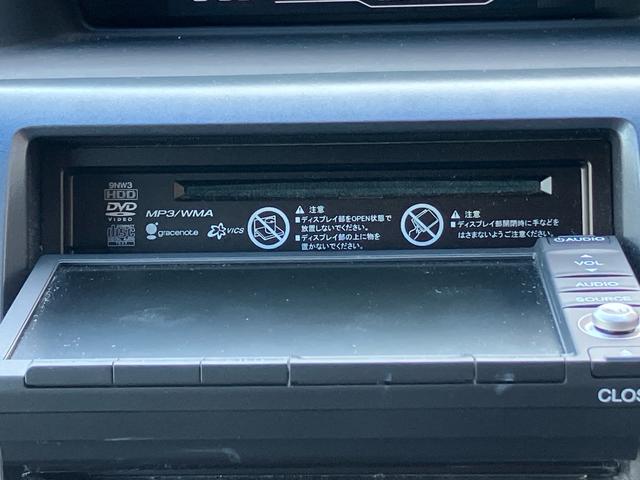 9NW3
HDD
DVD
VIDEO
MP3/WMA
disc
TEXT
gracenote
VICS
注意
■ディスプレイ部をOPEN状態で
放置しないでください。
■ディスプレイ部の上に物を
置かないでください。
注意
■ディスプレイ部開閉時に手などを
はさまないようご注意ください。
AUDIO
VOL
AUDIO
SOURCE
CLOS